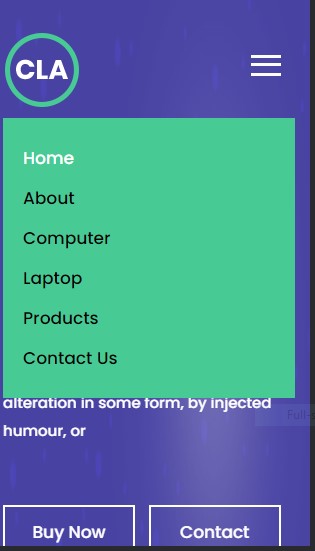 CLA
Home
About
Computer
Laptop
Products
Contact Us
alteration in some form, by injected
humour, or
Buy Now
Contact